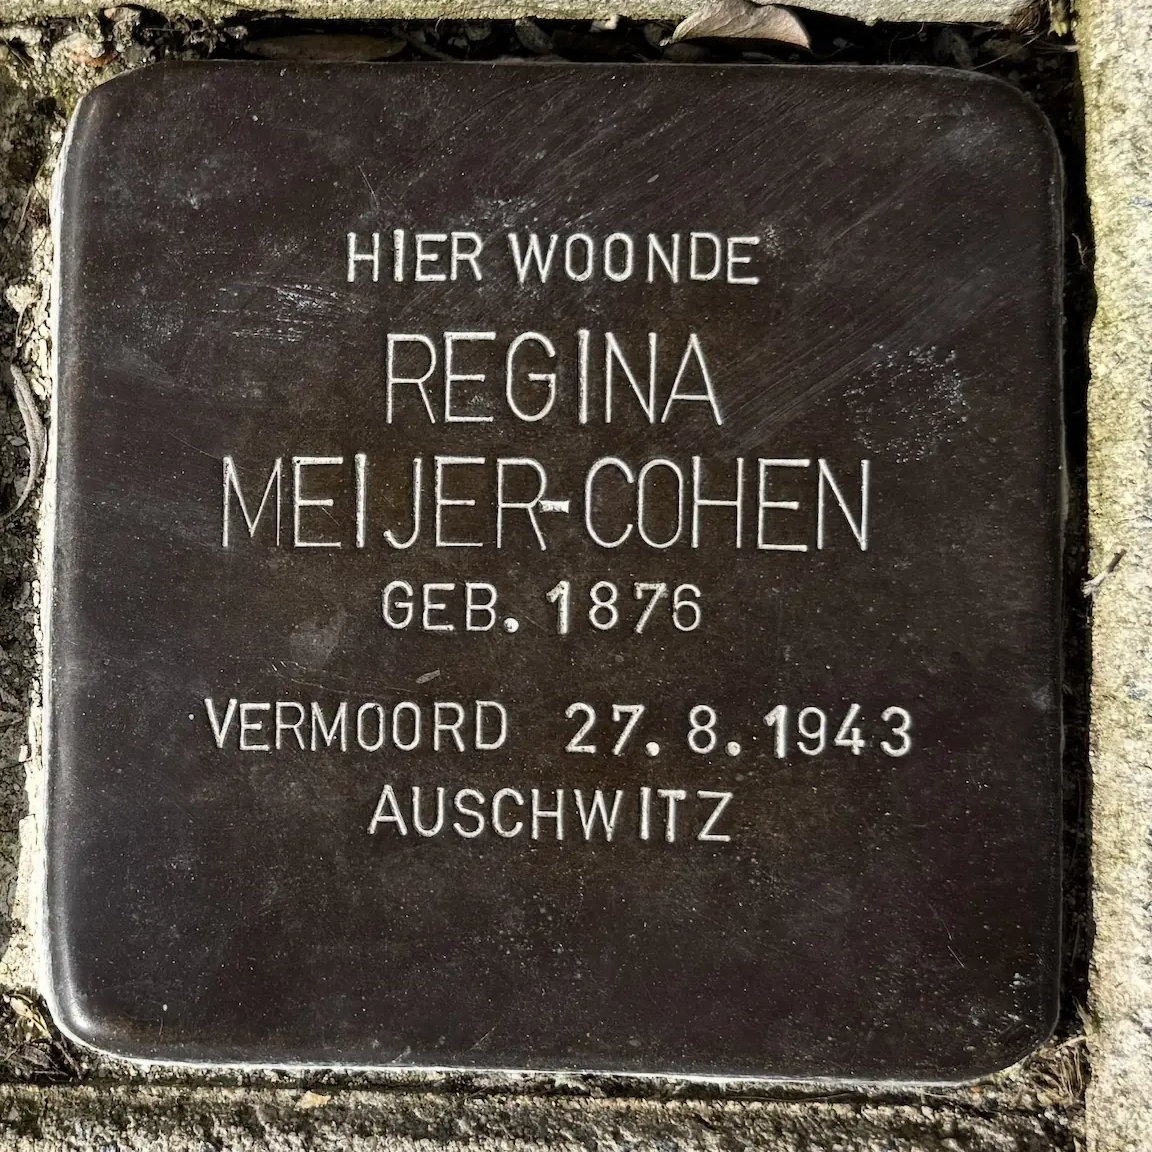 HIER WOONDE
REGINA
MEIJER-COHEN
GEB. 1876
VERMOORD 27.8.1943
AUSCHWITZ